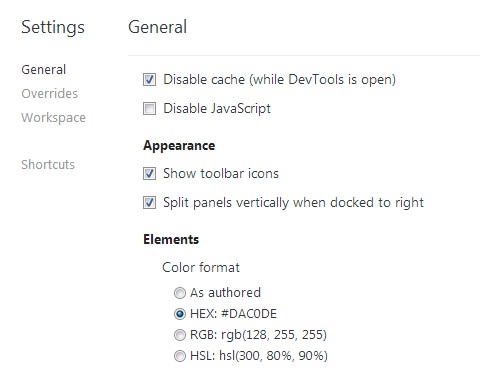 Settings
General
General
Overrides
Workspace
Shortcuts
Disable cache (while DevTools is open)
Disable JavaScript
Appearance
Show toolbar icons
Split panels vertically when docked to right
Elements
Color format
As authored
HEX: #DAC0DE
RGB: rgb(128, 255, 255)
HSL: hsl(300, 80%, 90%)